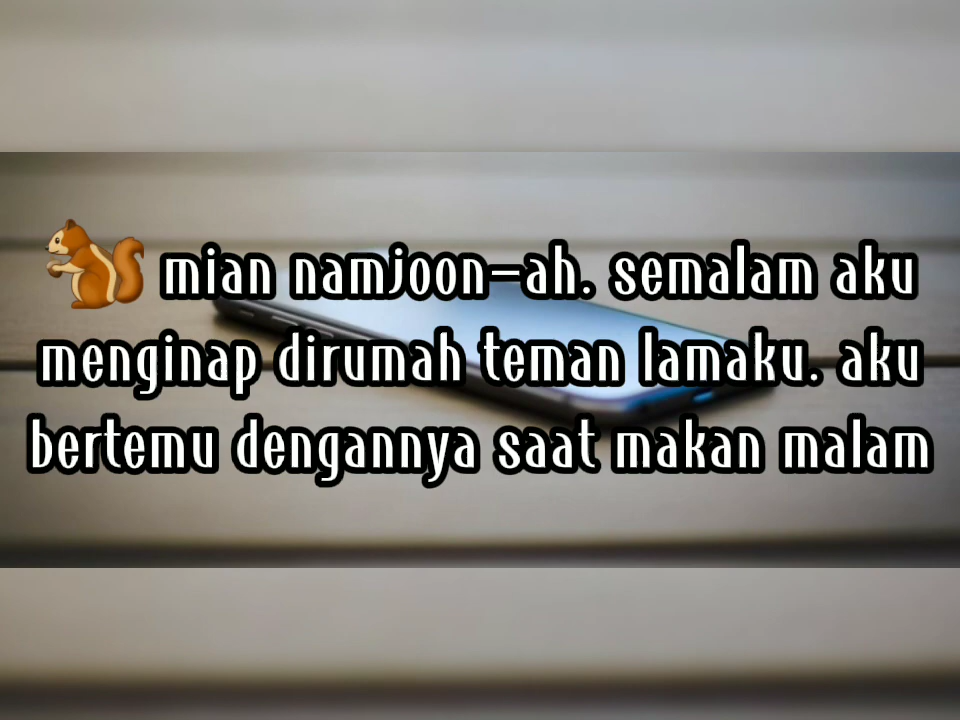 🐿️ mian namjoon-ah. semalam aku
menginap dirumah teman lamaku. aku
bertemu dengannya saat makan malam